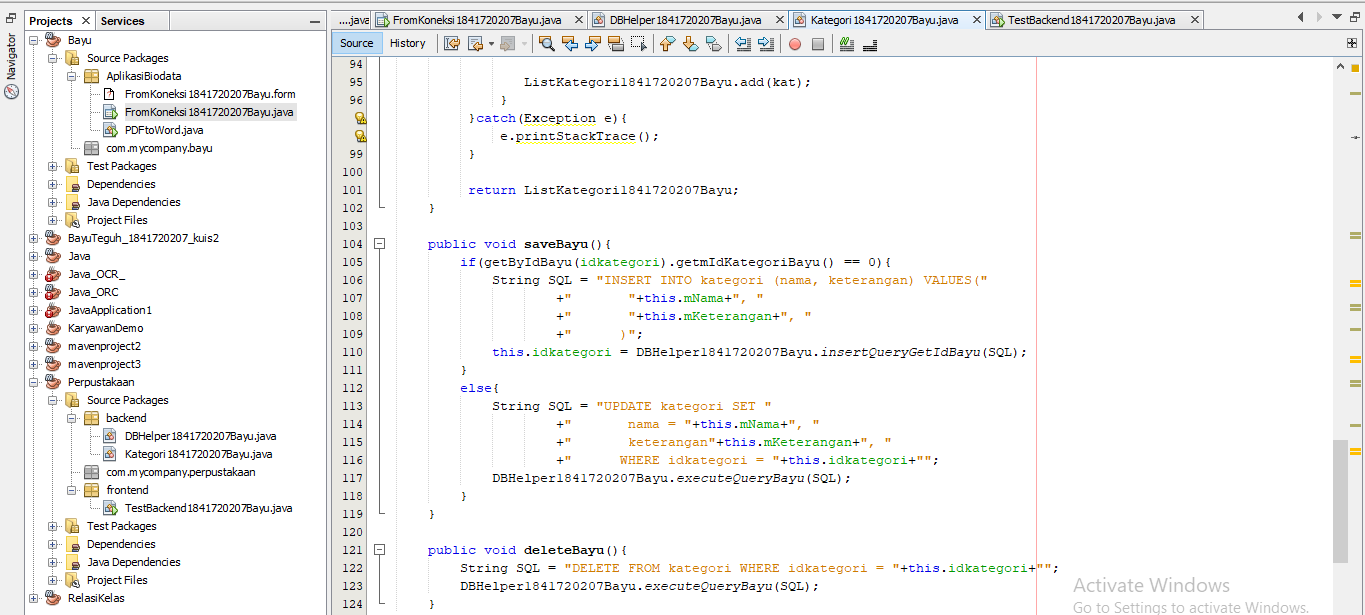 Projects Services
Navigator
Bayu
Source Packages
AplikasiBiodata
FromKoneksi1841720207Bayu.form
FromKoneksi1841720207Bayu.java
PDFtoWord.java
com.mycompany.bayu
Test Packages
Dependencies
Java Dependencies
Project Files
BayuTeguh_1841720207_kuis2
Java
Java_OCR_
Java_ORC
JavaApplication1
KaryawanDemo
mavenproject2
mavenproject3
Perpustakaan
Source Packages
backend
DBHelper1841720207Bayu.java
Kategori1841720207Bayu.java
com.mycompany.perpustakaan
frontend
TestBackend1841720207Bayu.java
Test Packages
Dependencies
Java Dependencies
Project Files
RelasiKelas
....java FromKoneksi1841720207Bayu.java DBHelper1841720207Bayu.java Kategori1841720207Bayu.java TestBackend1841720207Bayu.java
Source History
94
95 ListKategori1841720207Bayu.add(kat);
96 }
}catch(Exception e){
e.printStackTrace();
99 }
100
101 return ListKategori1841720207Bayu;
102 }
103
104 public void saveBayu(){
105 if(getByIdBayu(idkategori).getmIdKategoriBayu() == 0){
106 String SQL = "INSERT INTO kategori (nama, keterangan) VALUES("
107 +" "+this.mNama+", "
108 +" "+this.mKeterangan+", "
109 +" )";
110 this.idkategori = DBHelper1841720207Bayu.insertQueryGetIdBayu(SQL);
111 }
112 else{
113 String SQL = "UPDATE kategori SET "
114 +" nama = "+this.mNama+", "
115 +" keterangan"+this.mKeterangan+", "
116 +" WHERE idkategori = "+this.idkategori+"";
117 DBHelper1841720207Bayu.executeQueryBayu(SQL);
118 }
119 }
120
121 public void deleteBayu(){
122 String SQL = "DELETE FROM kategori WHERE idkategori = "+this.idkategori+"";
123 DBHelper1841720207Bayu.executeQueryBayu(SQL);
124 }
Activate Windows
Go to Settings to activate Windows.